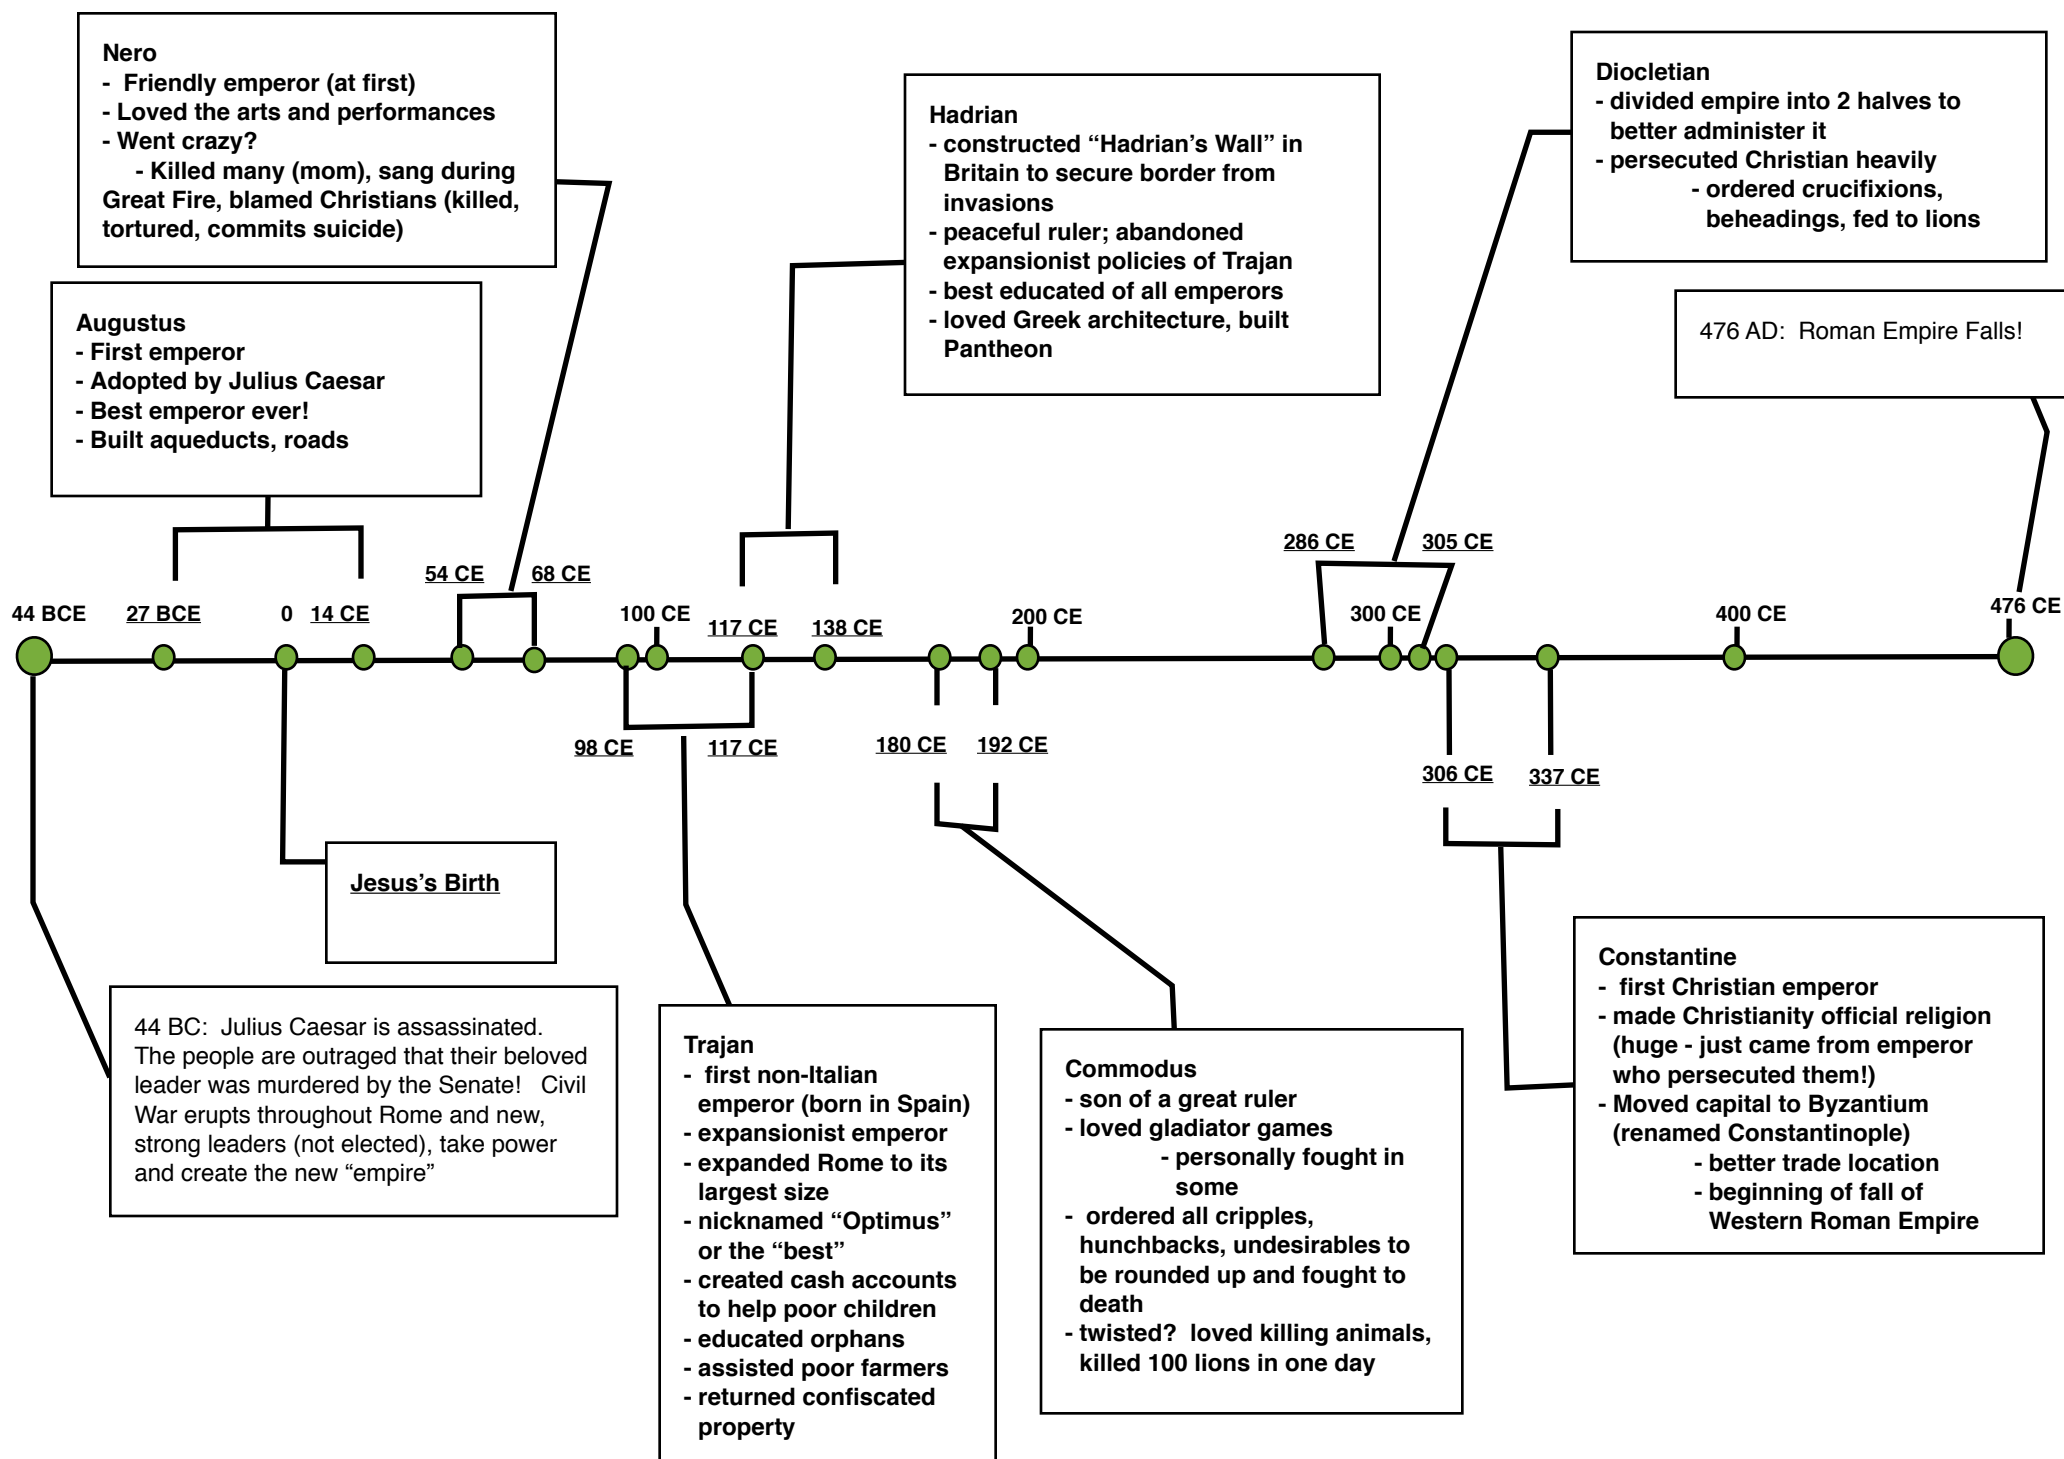 Nero
- Friendly emperor (at first)
- Loved the arts and performances
- Went crazy?
- Killed many (mom), sang during
Great Fire, blamed Christians (killed,
tortured, commits suicide)
Augustus
- First emperor
- Adopted by Julius Caesar
- Best emperor ever!
- Built aqueducts, roads
Hadrian
- constructed “Hadrian’s Wall” in
Britain to secure border from
invasions
- peaceful ruler; abandoned
expansionist policies of Trajan
- best educated of all emperors
- loved Greek architecture, built
Pantheon
Diocletian
- divided empire into 2 halves to
better administer it
- persecuted Christian heavily
- ordered crucifixions,
beheadings, fed to lions
476 AD: Roman Empire Falls!
44 BCE
27 BCE
0
14 CE
54 CE
68 CE
100 CE
117 CE
138 CE
200 CE
286 CE
300 CE
305 CE
400 CE
476 CE
98 CE
117 CE
180 CE
192 CE
306 CE
337 CE
Jesus’s Birth
44 BC: Julius Caesar is assassinated.
The people are outraged that their beloved
leader was murdered by the Senate! Civil
War erupts throughout Rome and new,
strong leaders (not elected), take power
and create the new “empire”
Trajan
- first non-Italian
emperor (born in Spain)
- expansionist emperor
- expanded Rome to its
largest size
- nicknamed “Optimus”
or the “best”
- created cash accounts
to help poor children
- educated orphans
- assisted poor farmers
- returned confiscated
property
Commodus
- son of a great ruler
- loved gladiator games
- personally fought in
some
- ordered all cripples,
hunchbacks, undesirables to
be rounded up and fought to
death
- twisted? loved killing animals,
killed 100 lions in one day
Constantine
- first Christian emperor
- made Christianity official religion
(huge - just came from emperor
who persecuted them!)
- Moved capital to Byzantium
(renamed Constantinople)
- better trade location
- beginning of fall of
Western Roman Empire